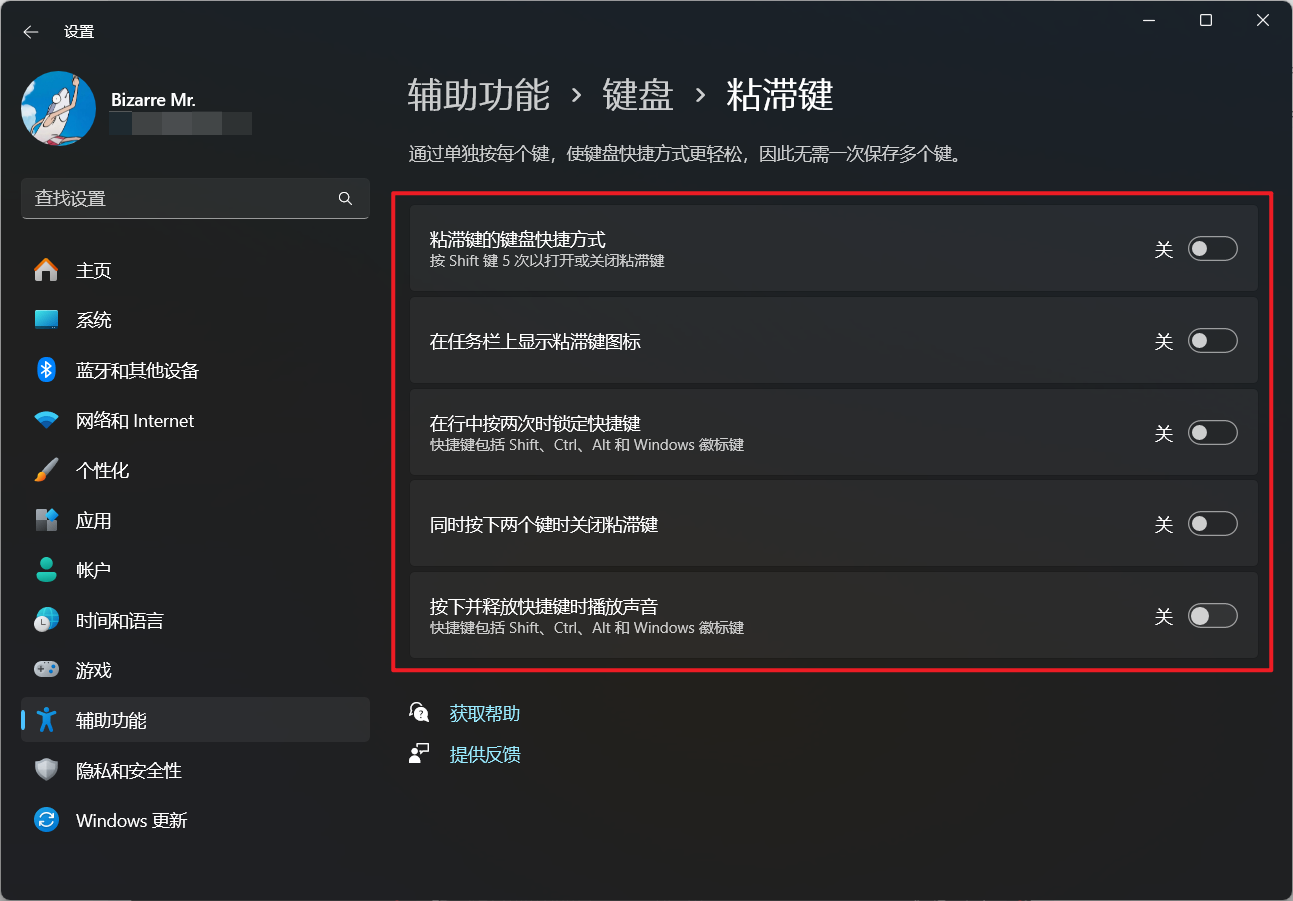 设置
Bizarre Mr.
查找设置
主页
系统
蓝牙和其他设备
网络和 Internet
个性化
应用
帐户
时间和语言
游戏
辅助功能
隐私和安全性
Windows 更新
辅助功能 › 键盘 › 粘滞键
通过单独按每个键，使键盘快捷方式更轻松，因此无需一次保存多个键。
粘滞键的键盘快捷方式
按 Shift 键 5 次以打开或关闭粘滞键
关
在任务栏上显示粘滞键图标
关
在行中按两次时锁定快捷键
快捷键包括 Shift、Ctrl、Alt 和 Windows 徽标键
关
同时按下两个键时关闭粘滞键
关
按下并释放快捷键时播放声音
快捷键包括 Shift、Ctrl、Alt 和 Windows 徽标键
关
获取帮助
提供反馈